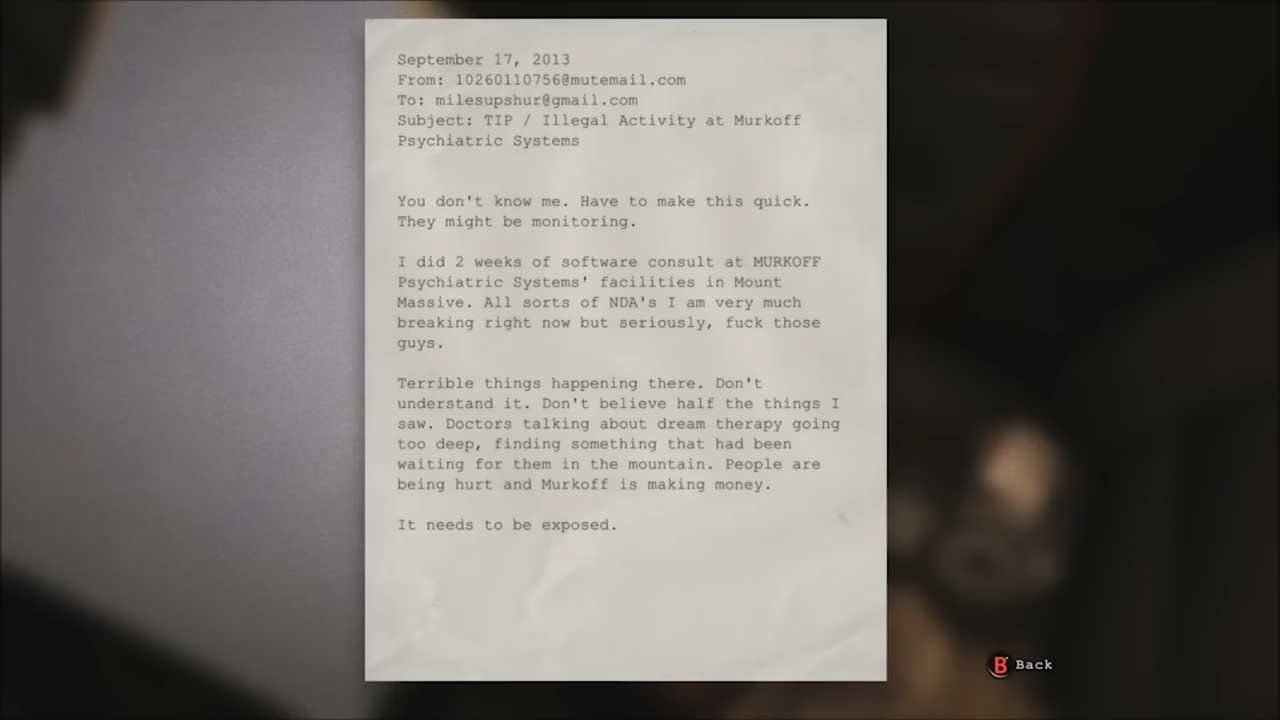 September 17, 2013
From: 10260110756@mutemail.com
To: milesupshur@gmail.com
Subject: TIP / Illegal Activity at Murkoff
Psychiatric Systems
You don't know me. Have to make this quick.
They might be monitoring.
I did 2 weeks of software consult at MURKOFF
Psychiatric Systems' facilities in Mount
Massive. All sorts of NDA's I am very much
breaking right now but seriously, fuck those
guys.
Terrible things happening there. Don't
understand it. Don't believe half the things I
saw. Doctors talking about dream therapy going
too deep, finding something that had been
waiting for them in the mountain. People are
being hurt and Murkoff is making money.
It needs to be exposed.
B Back